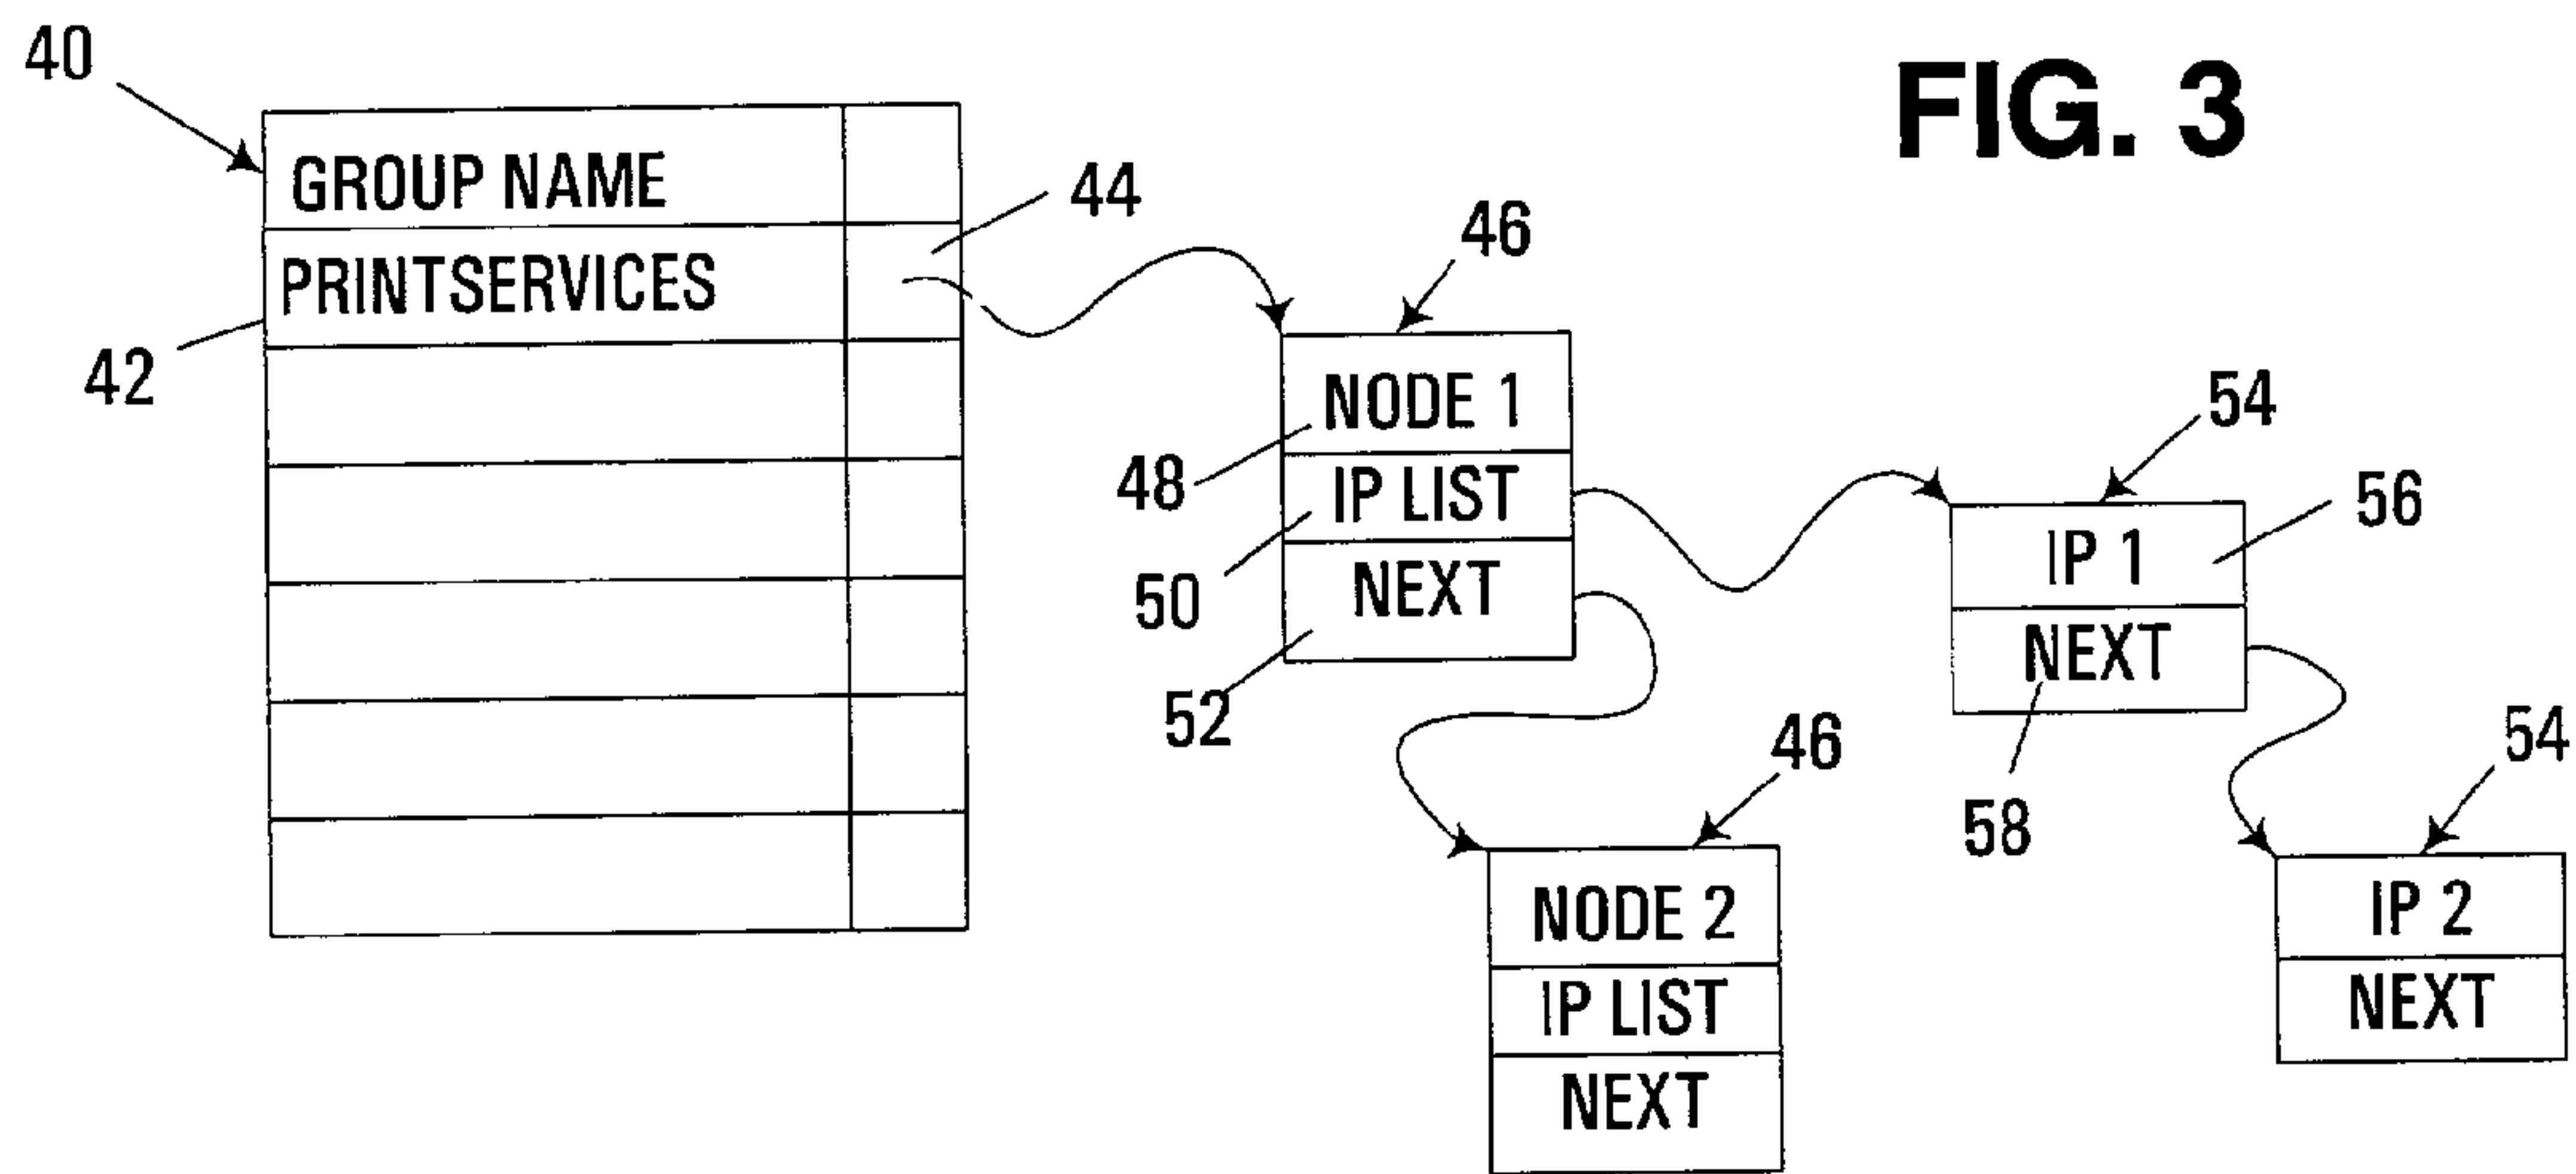 FIG. 3
40
GROUP NAME
44
PRINTSERVICES
42
46
NODE 1
48
IP LIST
50
NEXT
52
54
IP 1
56
NEXT
58
46
NODE 2
IP LIST
NEXT
54
IP 2
NEXT